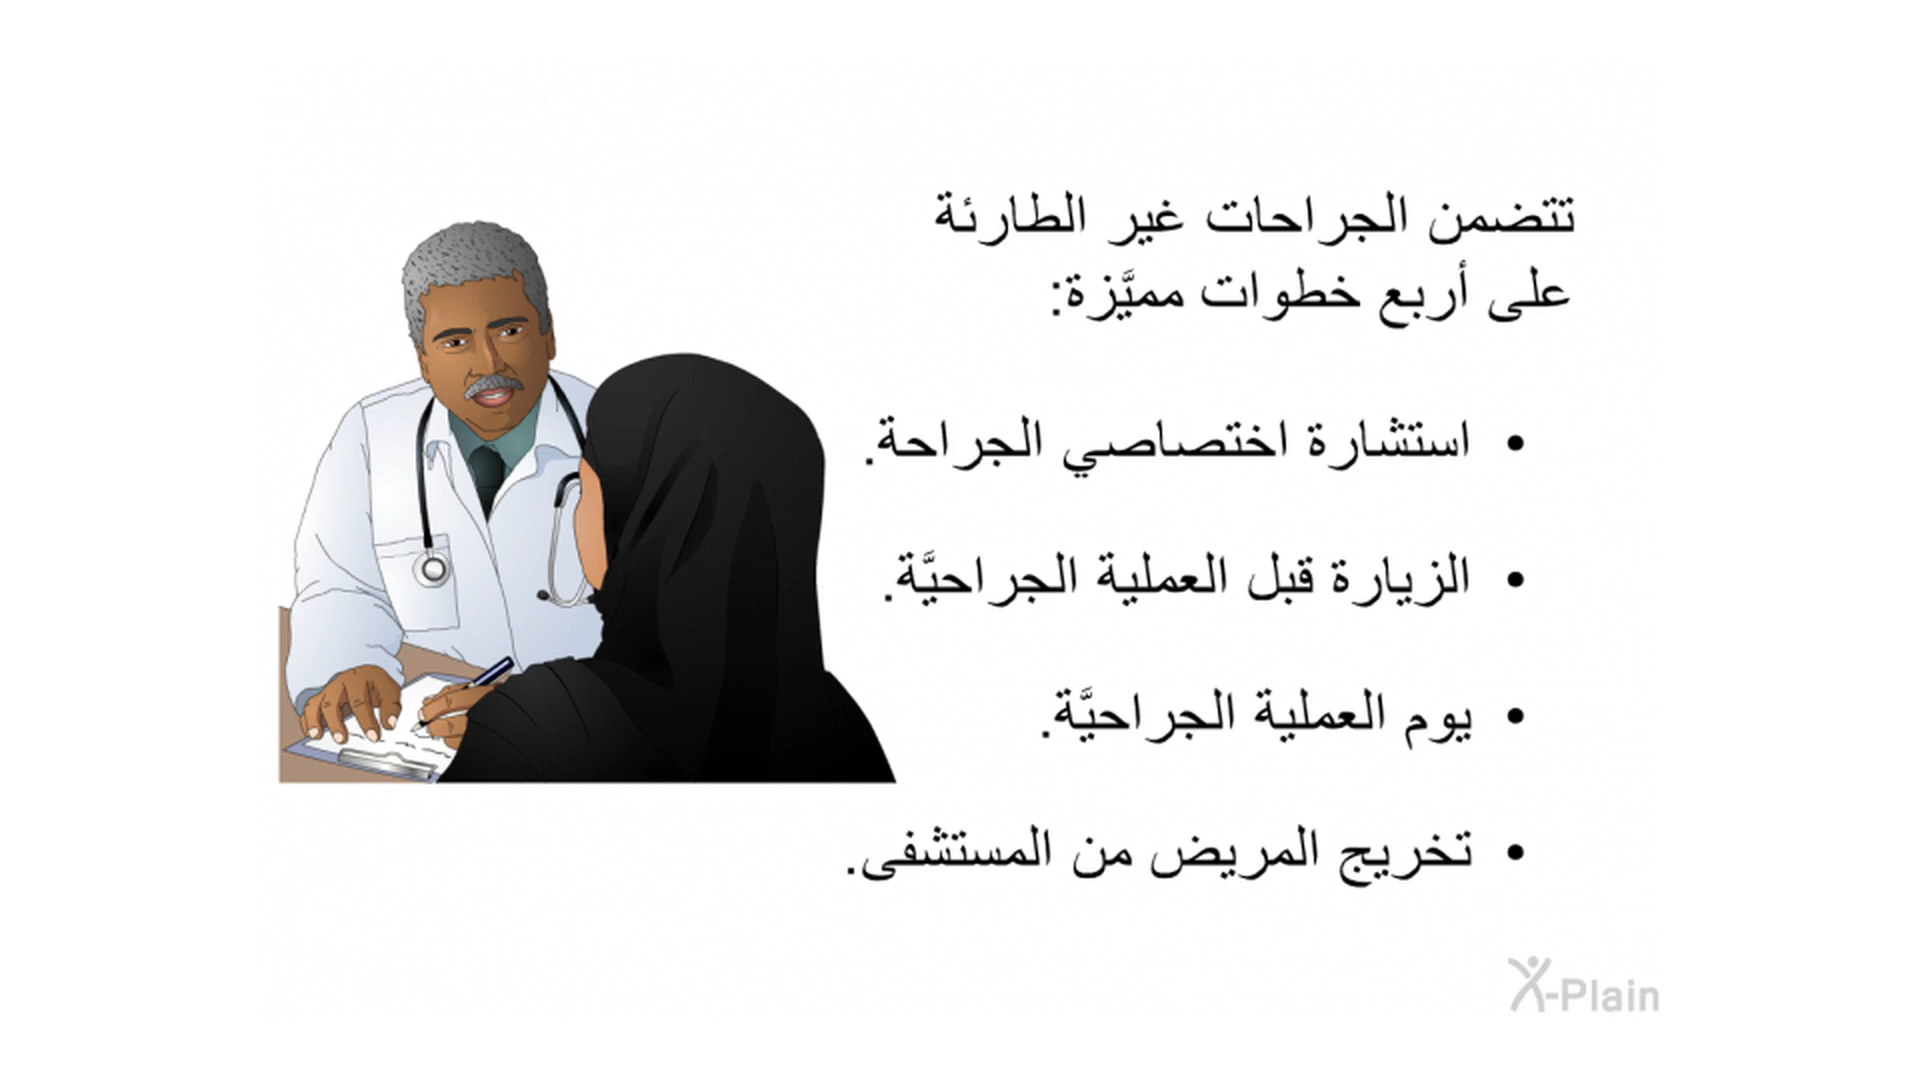 تتضمن الجراحات غير الطارئة
على أربع خطوات مميَّزة:
• استشارة اختصاصي الجراحة.
• الزيارة قبل العملية الجراحيَّة.
• يوم العملية الجراحيَّة.
• تخريج المريض من المستشفى.
X-Plain